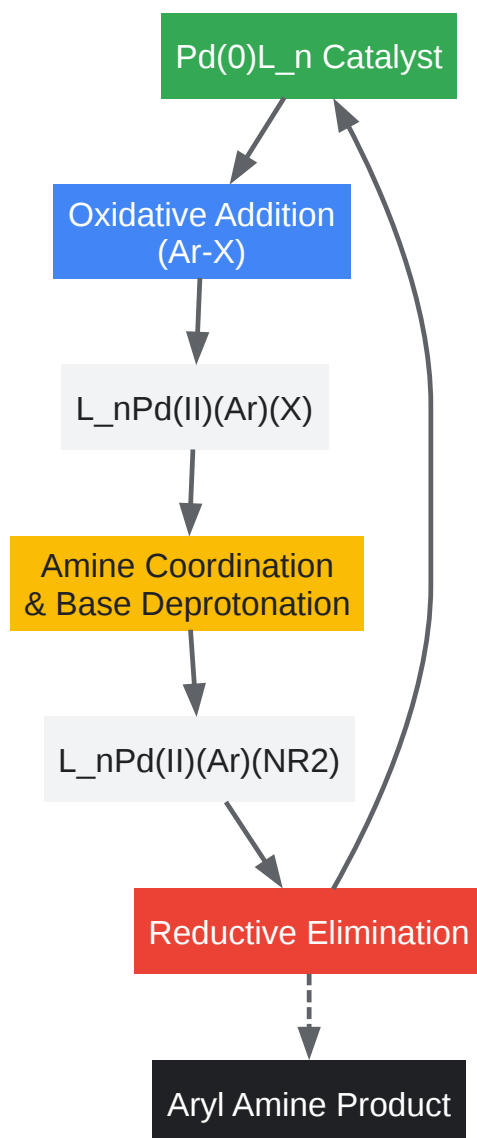 Pd(0)L_n Catalyst
Oxidative Addition
(Ar-X)
L_nPd(II)(Ar)(X)
Amine Coordination
& Base Deprotonation
L_nPd(II)(Ar)(NR2)
Reductive Elimination
Aryl Amine Product